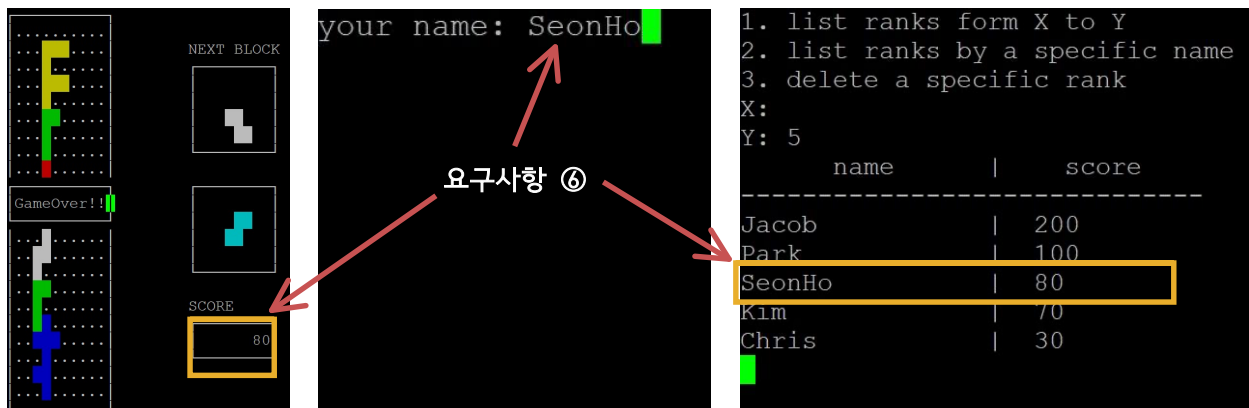 NEXT BLOCK
GameOver!!
SCORE
80
your name: SeonHo
요구사항 ⑥
1. list ranks form X to Y
2. list ranks by a specific name
3. delete a specific rank
X:
Y: 5
name | score
----------------------------------
Jacob | 200
Park | 100
SeonHo | 80
Kim | 70
Chris | 30